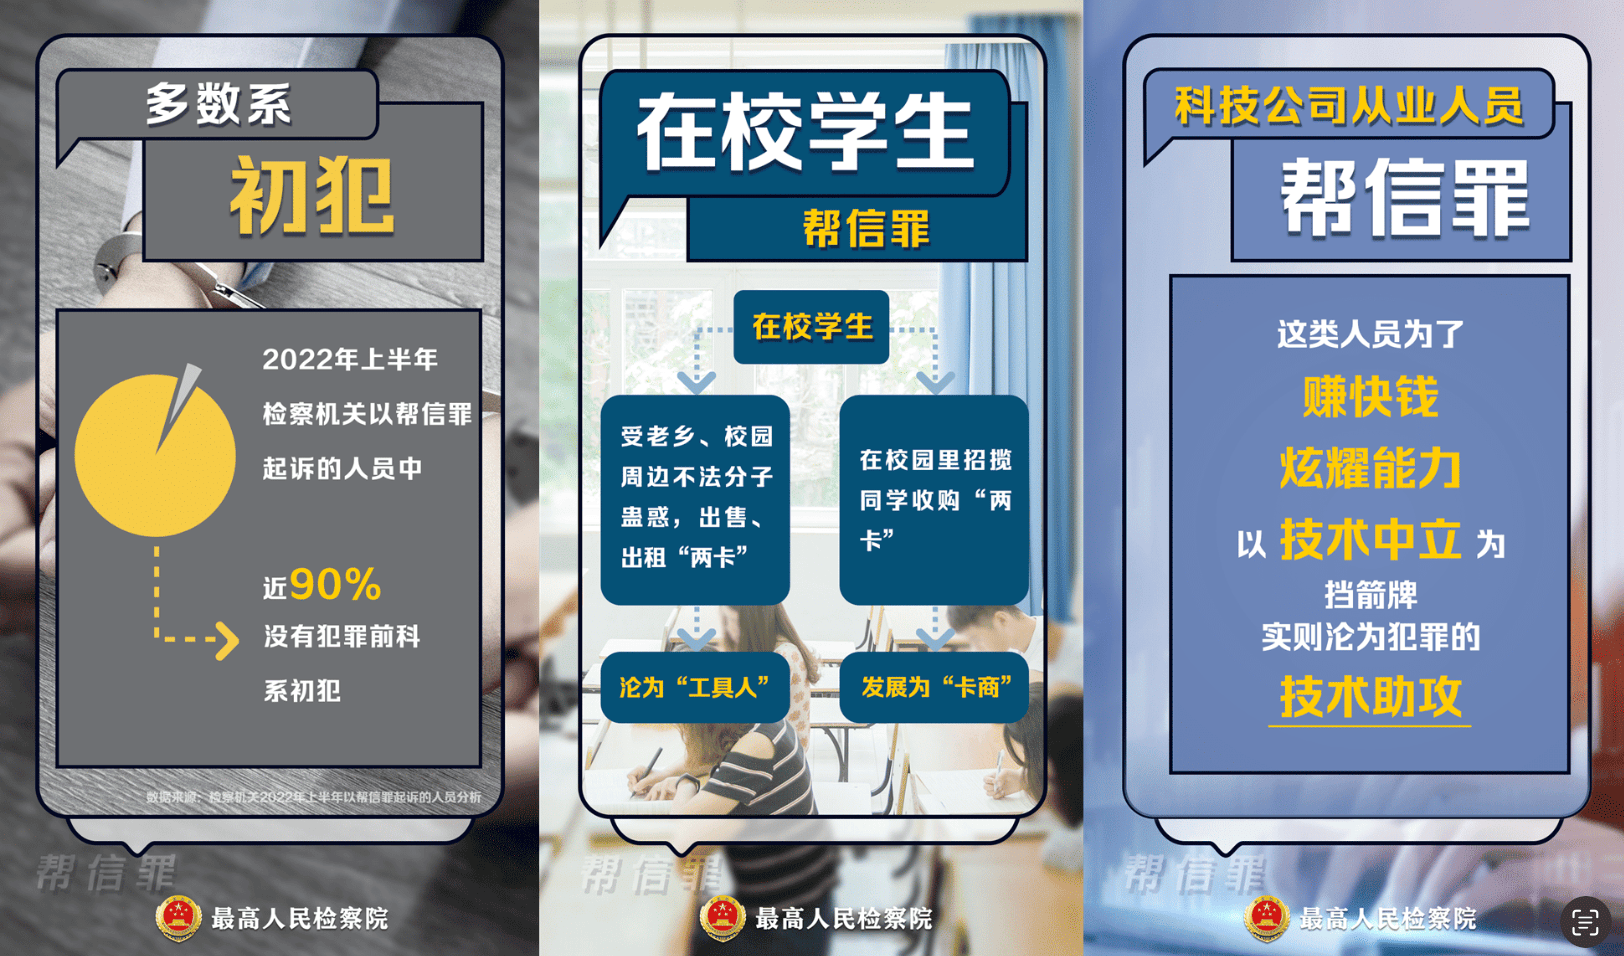 多数系
初犯
2022年上半年
检察机关以帮信罪
起诉的人员中
近90%
没有犯罪前科
系初犯
数据来源：检察机关2022年上半年以帮信罪起诉的人员分析
帮信罪
最高人民检察院
在校学生
帮信罪
在校学生
受老乡、校园
周边不法分子
蛊惑，出售、
出租“两卡”
沦为“工具人”
在校园里招揽
同学收购“两
卡”
发展为“卡商”
帮信罪
最高人民检察院
科技公司从业人员
帮信罪
这类人员为了
赚快钱
炫耀能力
以 技术中立 为
挡箭牌
实则沦为犯罪的
技术助攻
帮信罪
最高人民检察院